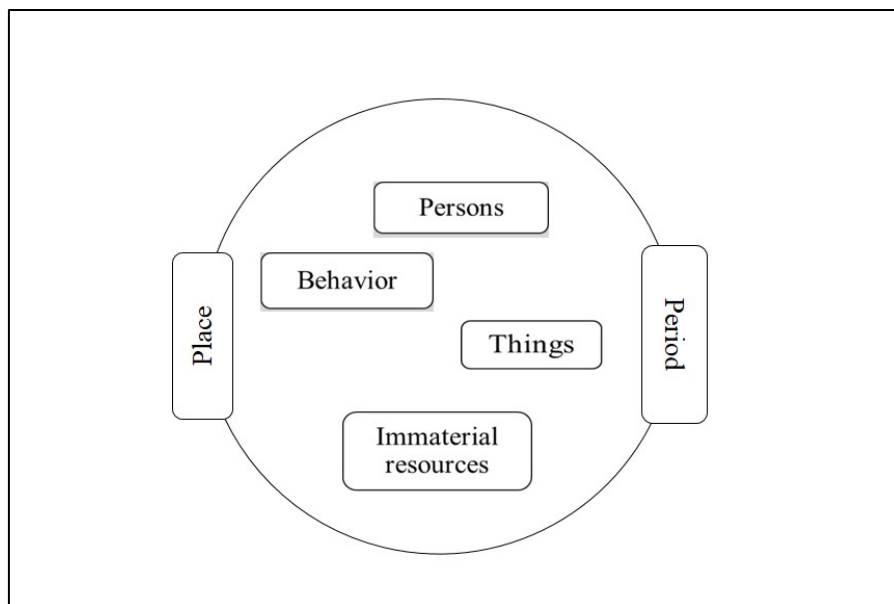 Persons
Behavior
Place
Period
Things
Immaterial
resources